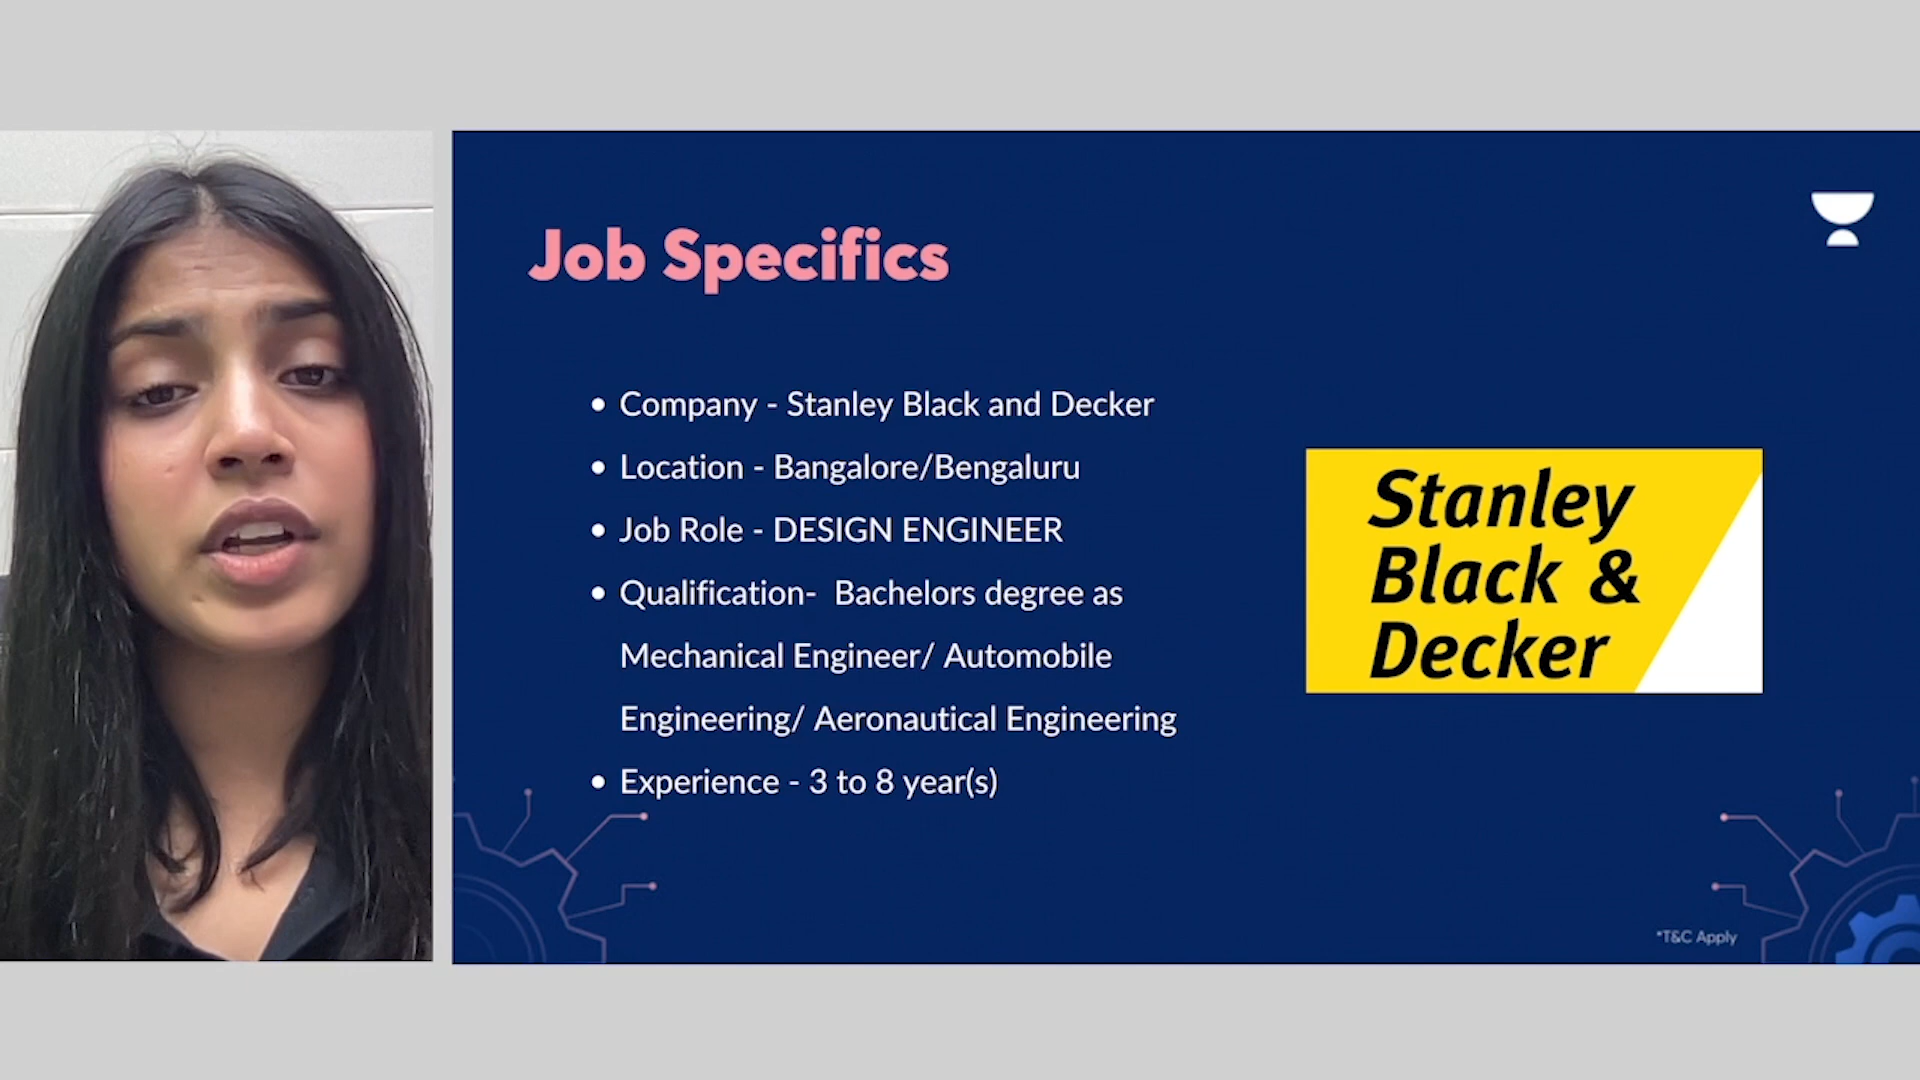 Job Specifics
• Company - Stanley Black and Decker
• Location - Bangalore/Bengaluru
• Job Role - DESIGN ENGINEER
• Qualification-  Bachelors degree as
Mechanical Engineer/ Automobile
Engineering/ Aeronautical Engineering
• Experience - 3 to 8 year(s)
Stanley
Black &
Decker
*T&C Apply